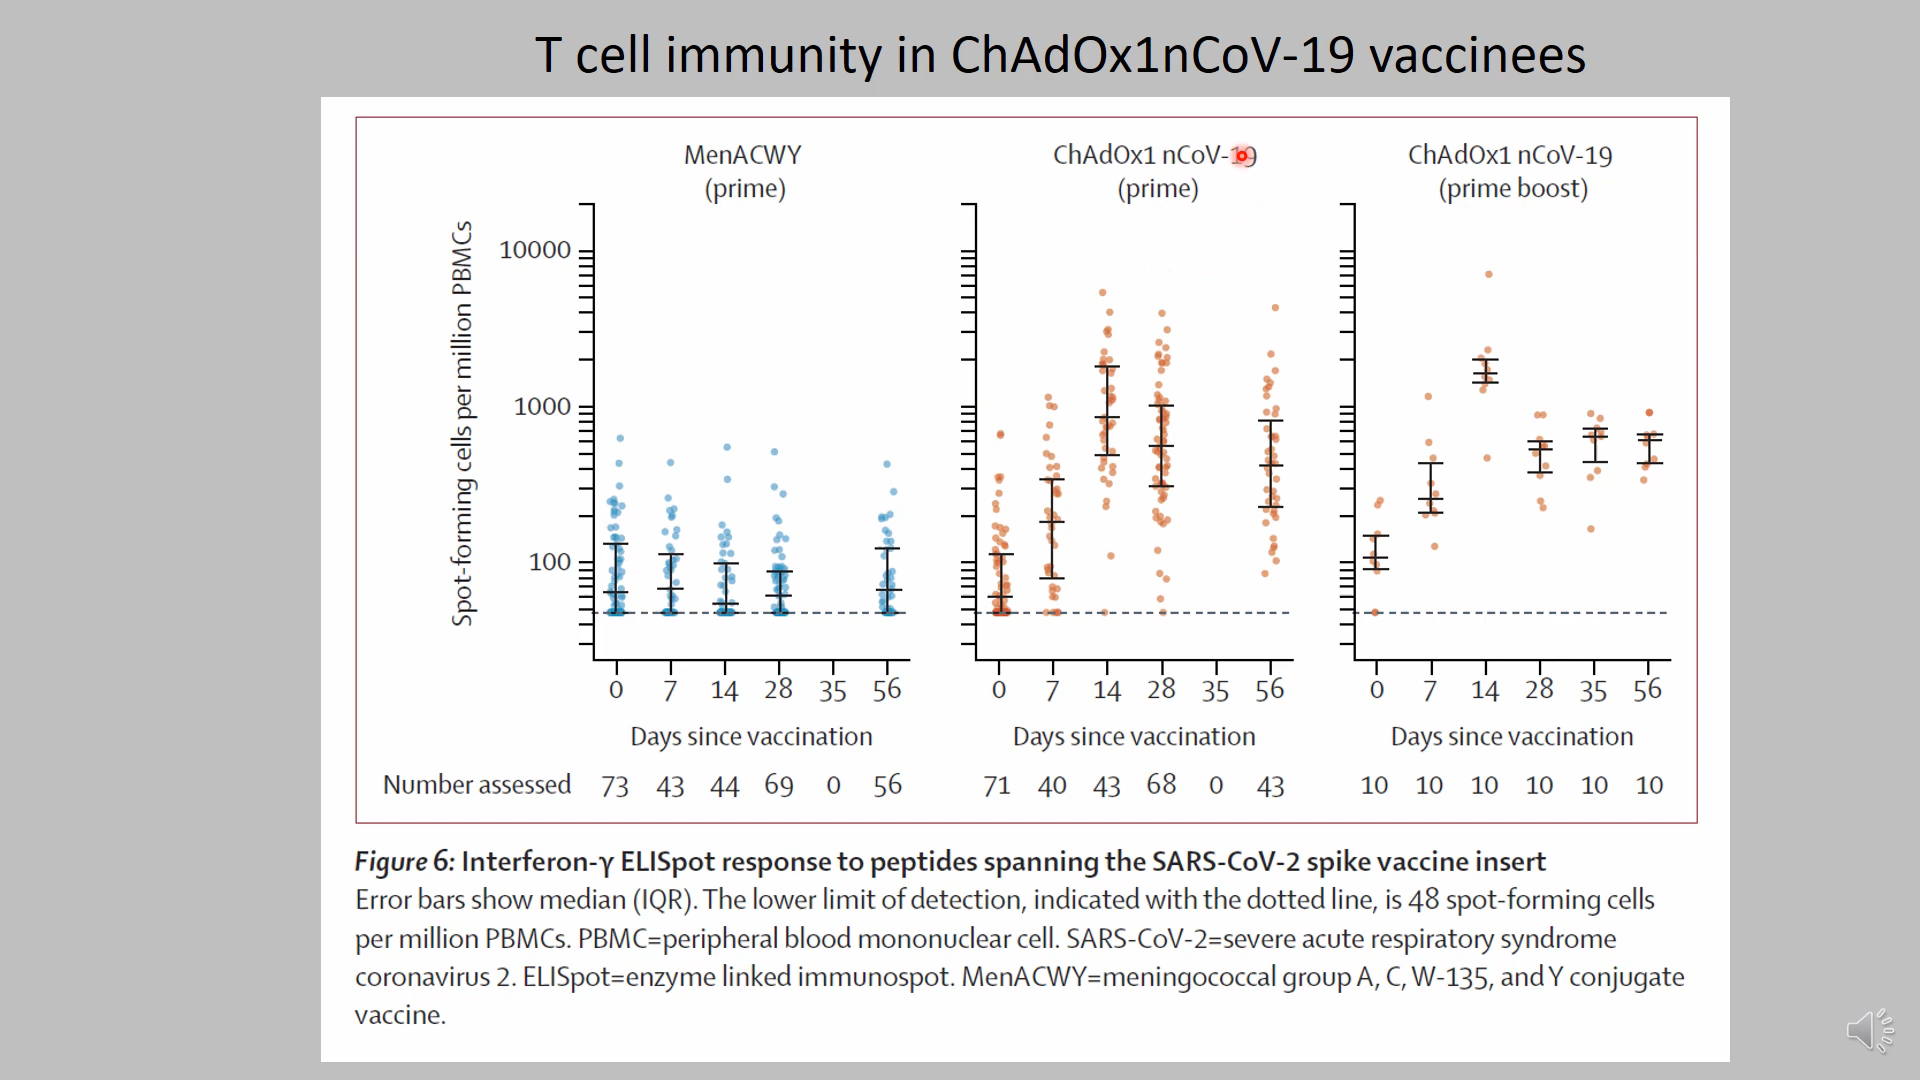 T cell immunity in ChAdOx1nCoV-19 vaccinees
MenACWY
(prime)
ChAdOx1 nCoV-19
(prime)
ChAdOx1 nCoV-19
(prime boost)
Spot-forming cells per million PBMCs
10000
1000
100
0 7 14 28 35 56
0 7 14 28 35 56
0 7 14 28 35 56
Days since vaccination
Days since vaccination
Days since vaccination
Number assessed 73 43 44 69 0 56
71 40 43 68 0 43
10 10 10 10 10 10
Figure 6: Interferon-γ ELISpot response to peptides spanning the SARS-CoV-2 spike vaccine insert
Error bars show median (IQR). The lower limit of detection, indicated with the dotted line, is 48 spot-forming cells
per million PBMCs. PBMC=peripheral blood mononuclear cell. SARS-CoV-2=severe acute respiratory syndrome
coronavirus 2. ELISpot=enzyme linked immunospot. MenACWY=meningococcal group A, C, W-135, and Y conjugate
vaccine.